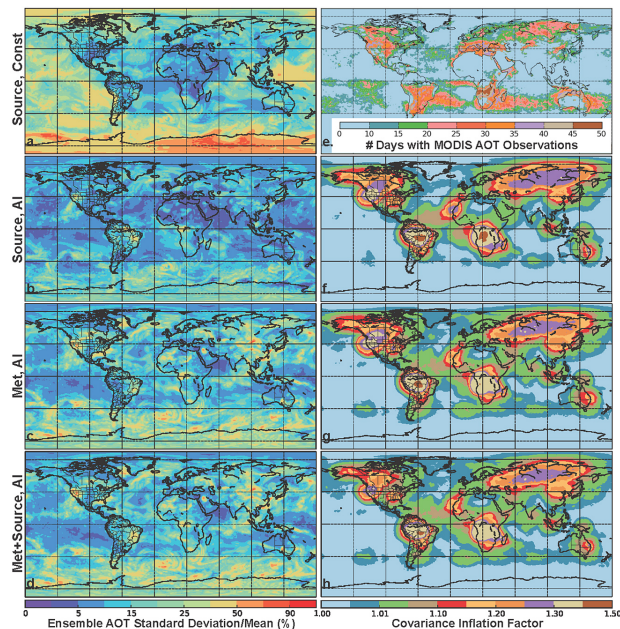 Source, Const
a
e
0 5 10 15 20 25 30 35 40 45 50
# Days with MODIS AOT Observations
Source, AI
b
f
Met, AI
c
g
Met+Source, AI
d
h
0 5 15 25 50 90
Ensemble AOT Standard Deviation/Mean (%)
1.00 1.01 1.10 1.20 1.30 1.50
Covariance Inflation Factor